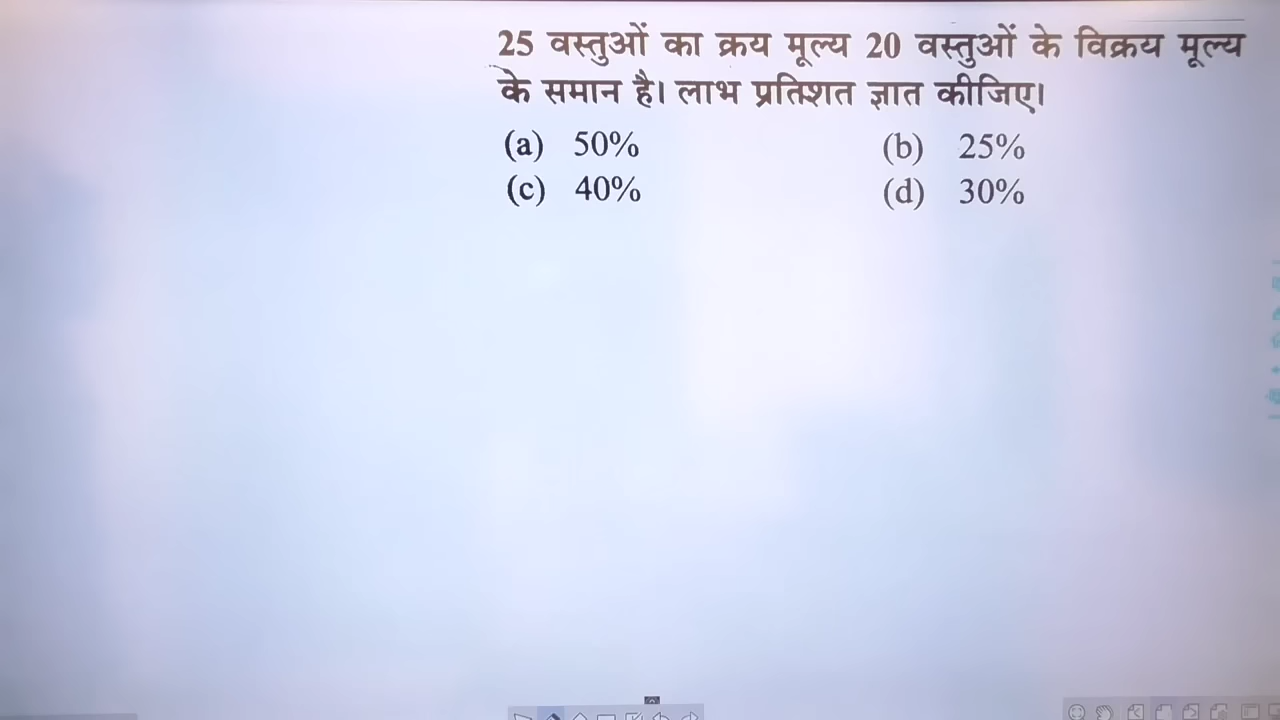 25 वस्तुओं का क्रय मूल्य 20 वस्तुओं के विक्रय मूल्य
के समान है। लाभ प्रतिशत ज्ञात कीजिए।
(a) 50% (b) 25%
(c) 40% (d) 30%